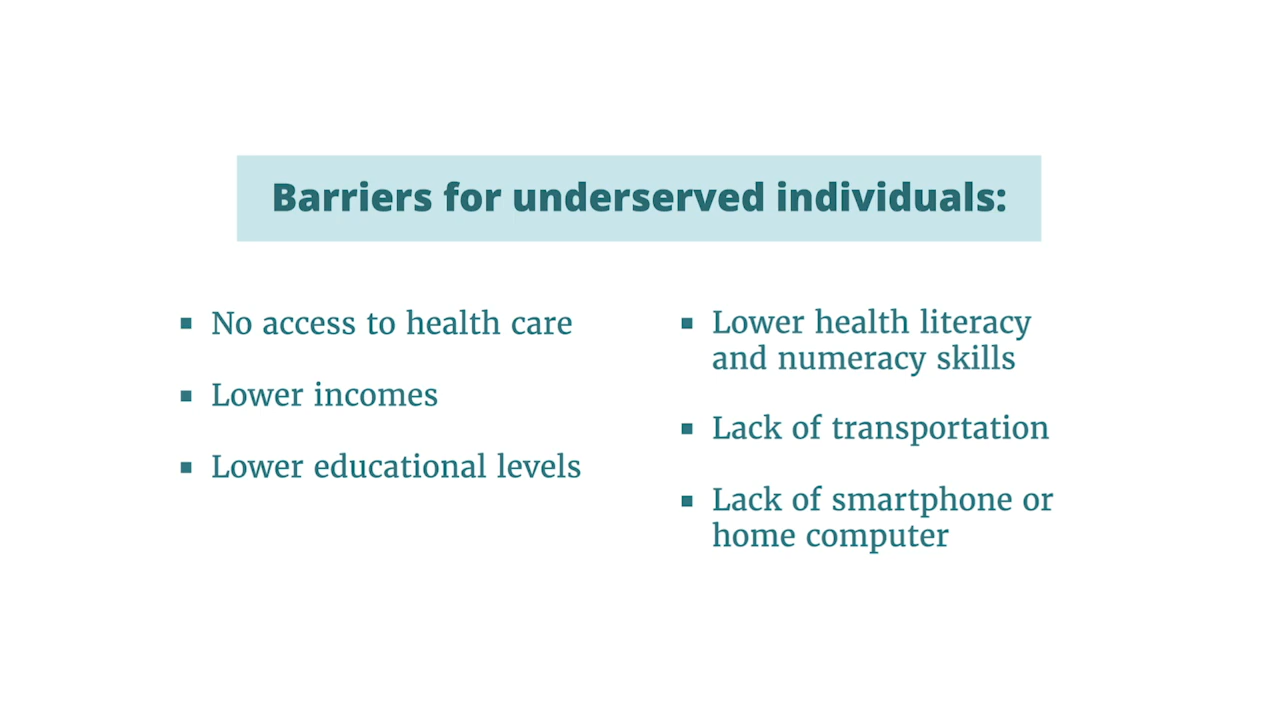 Barriers for underserved individuals:
▪ No access to health care
▪ Lower incomes
▪ Lower educational levels
▪ Lower health literacy
and numeracy skills
▪ Lack of transportation
▪ Lack of smartphone or
home computer